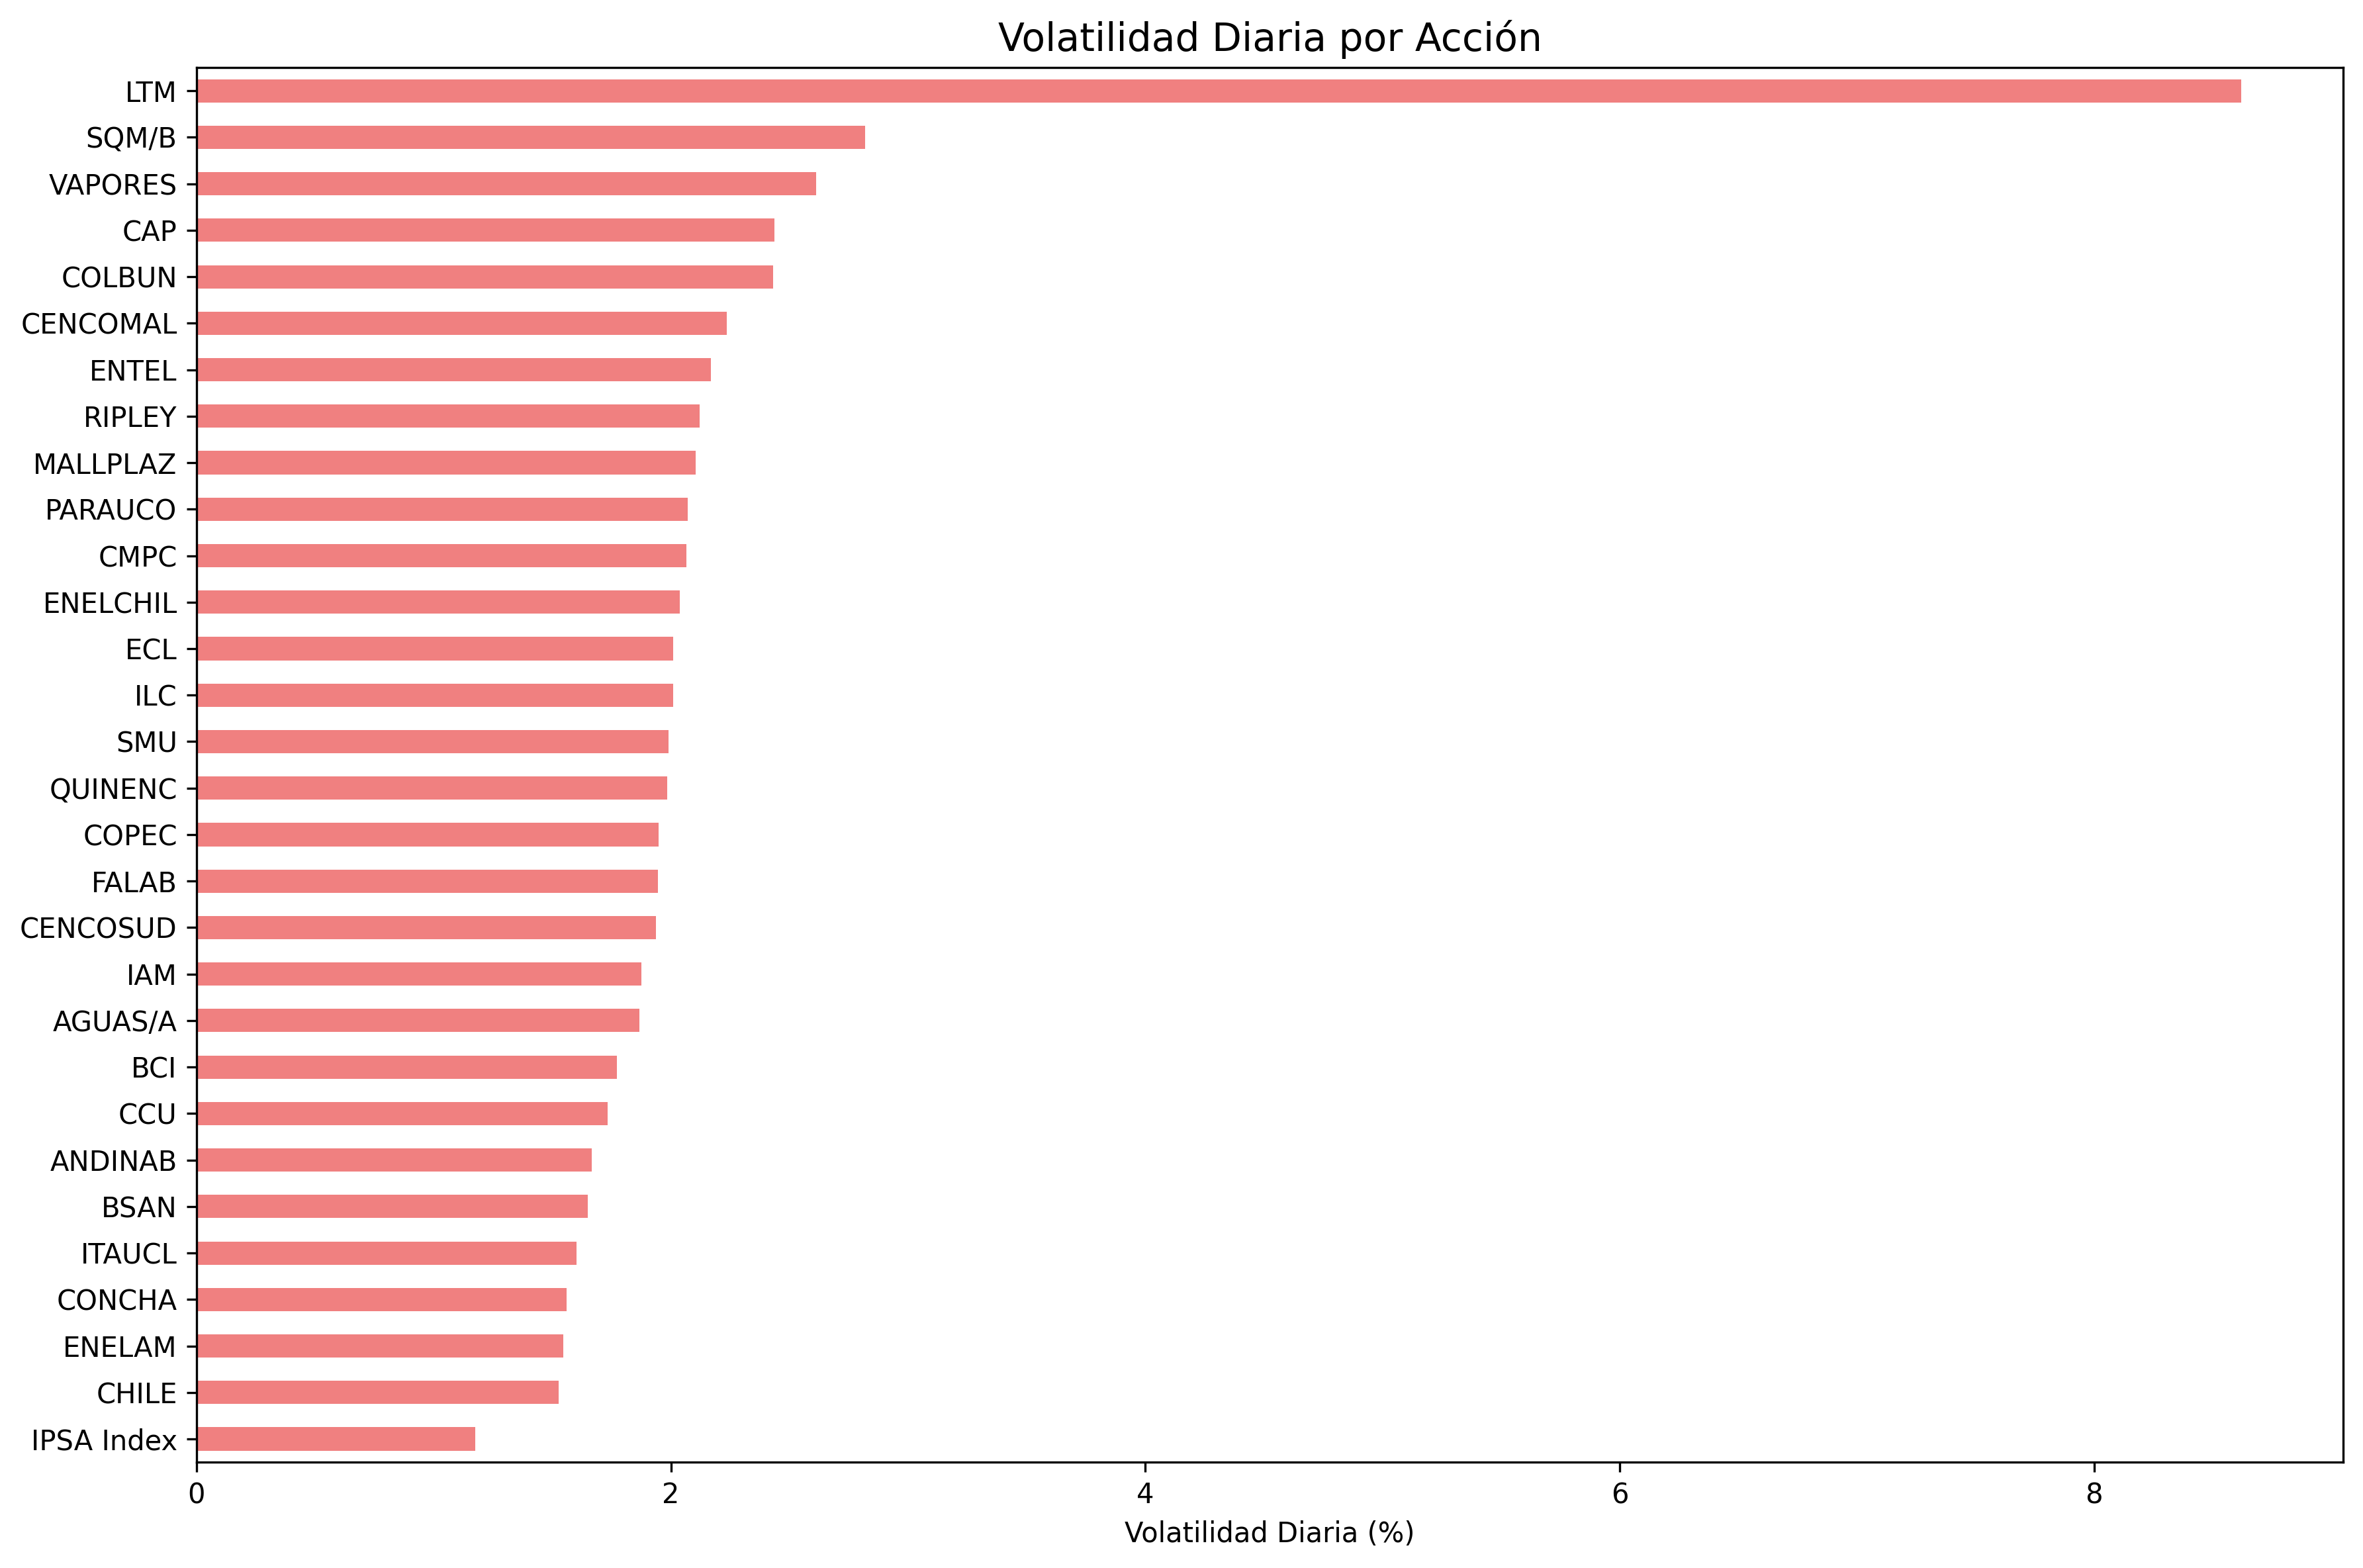 Volatilidad Diaria por Acción
LTM
SQM/B
VAPORES
CAP
COLBUN
CENCOMAL
ENTEL
RIPLEY
MALLPLAZ
PARAUCO
CMPC
ENELCHIL
ECL
ILC
SMU
QUINENC
COPEC
FALAB
CENCOSUD
IAM
AGUAS/A
BCI
CCU
ANDINAB
BSAN
ITAUCL
CONCHA
ENELAM
CHILE
IPSA Index
0 2 4 6 8
Volatilidad Diaria (%)